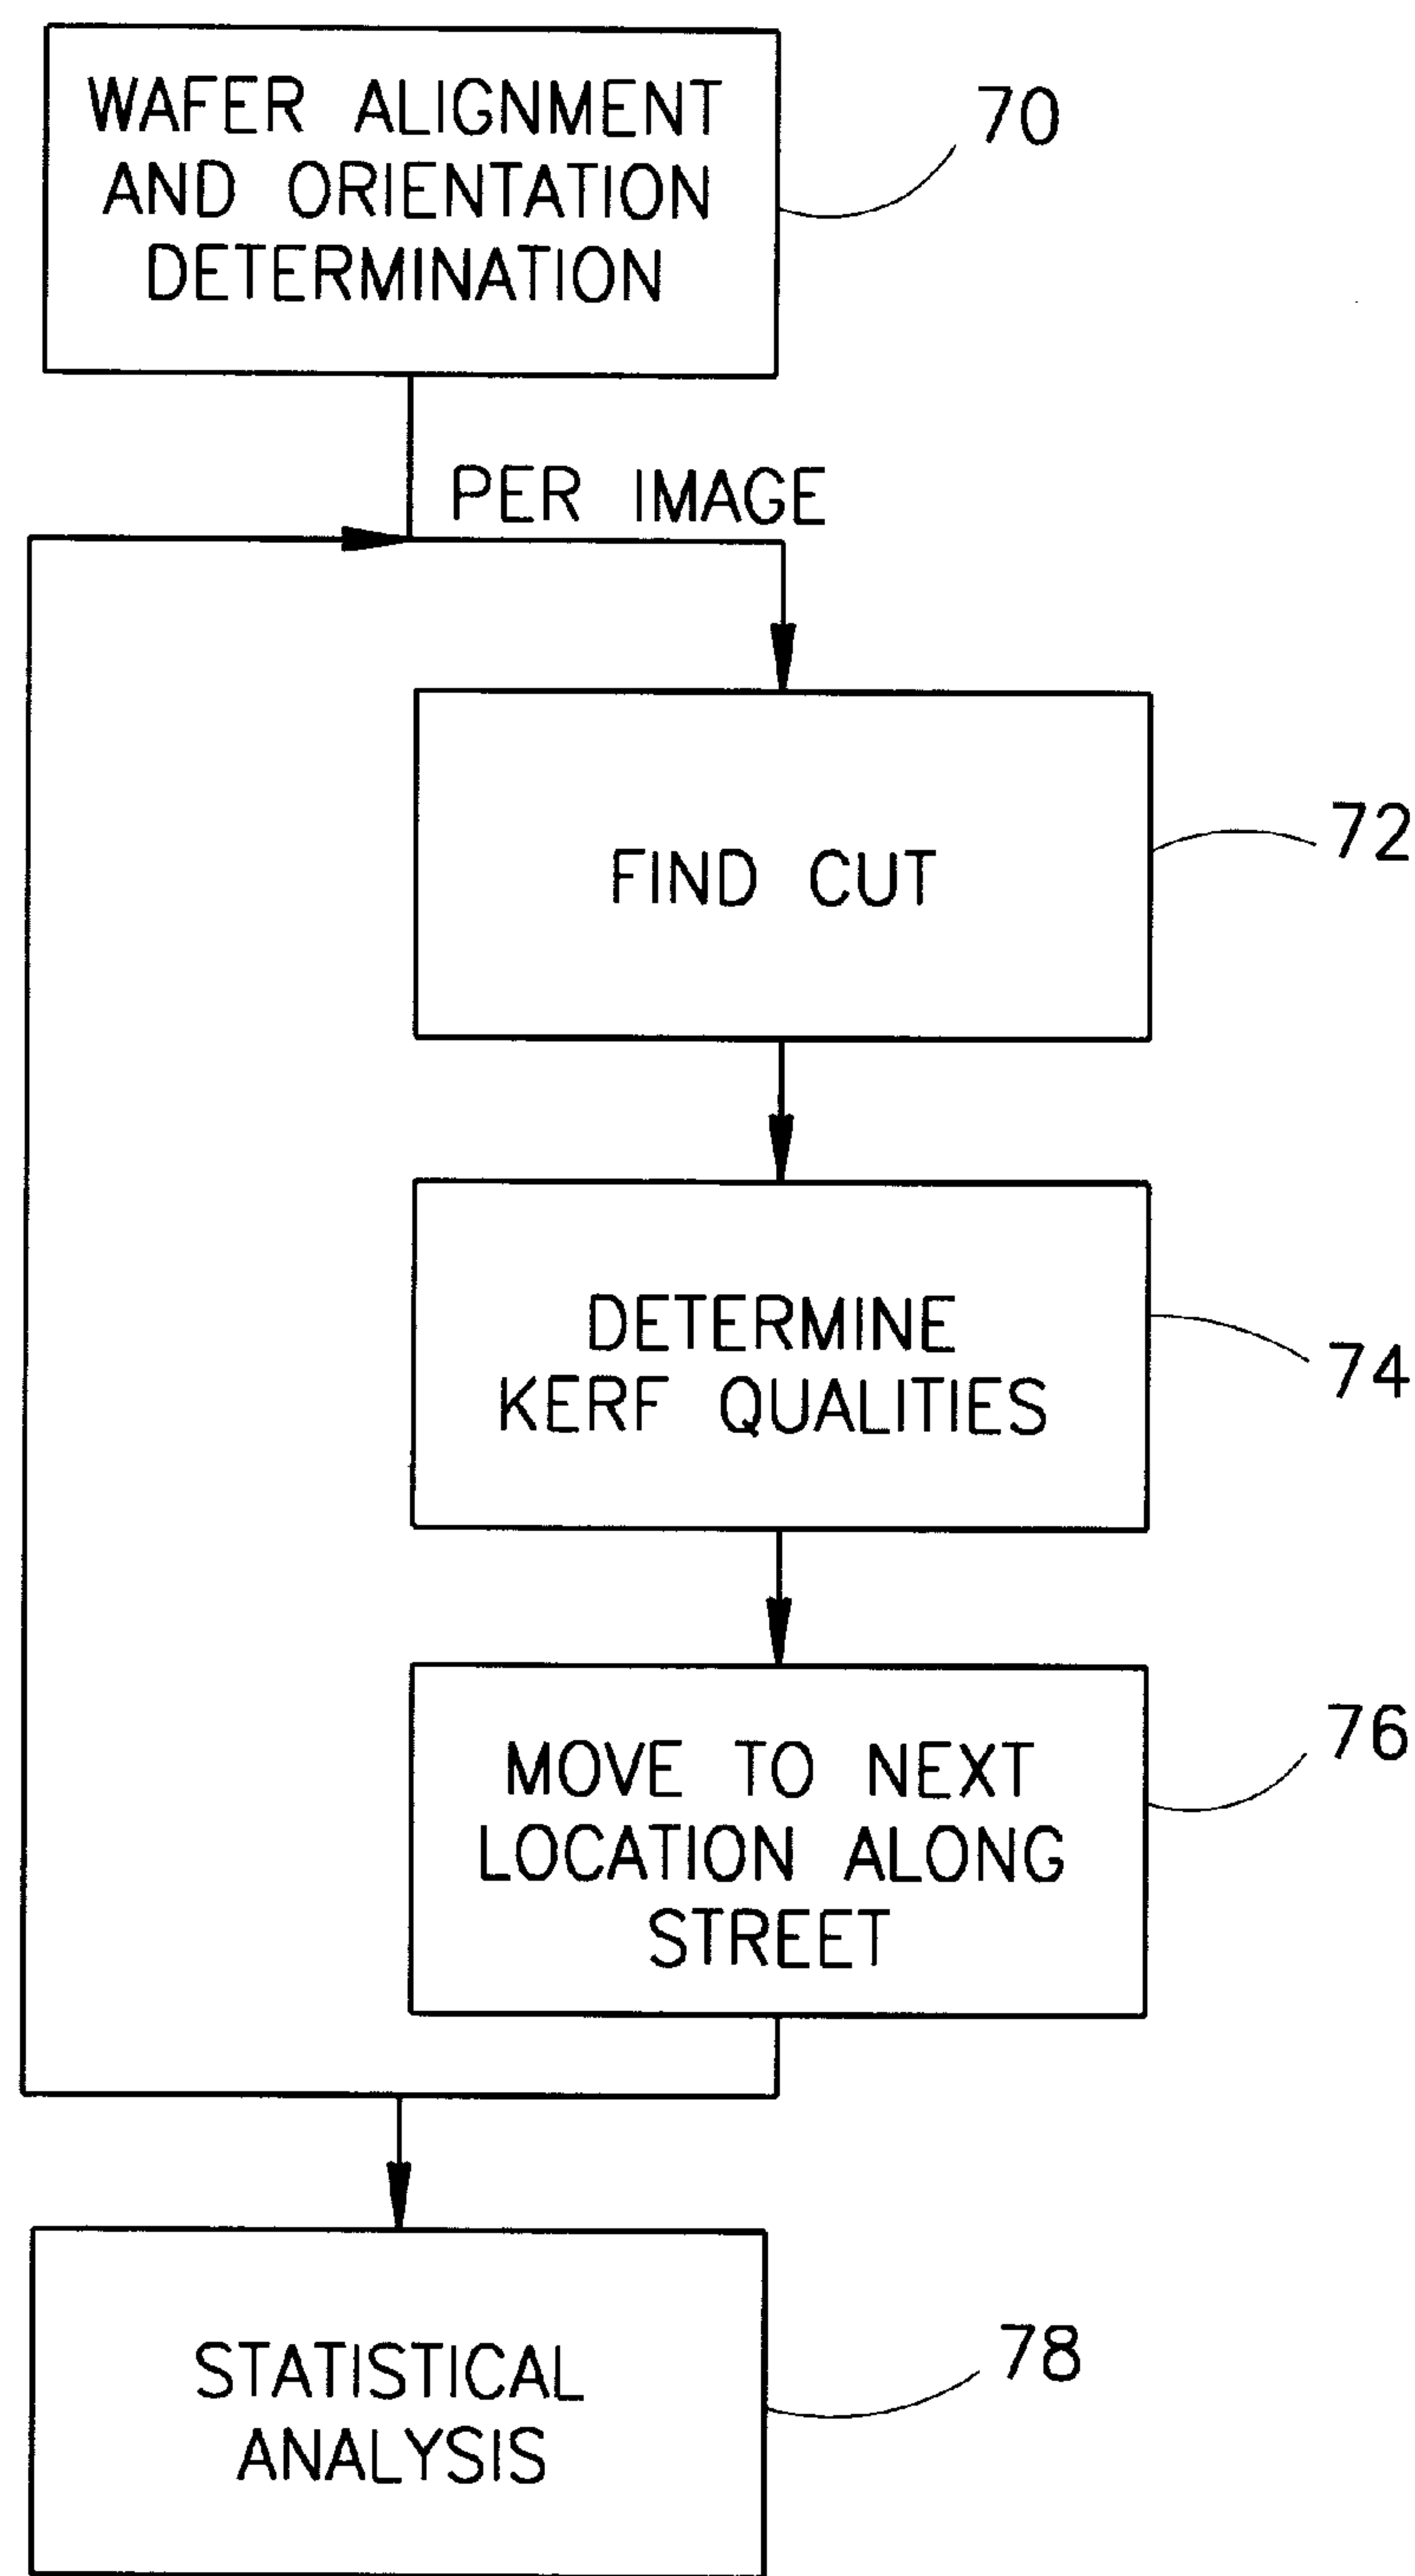 WAFER ALIGNMENT
AND ORIENTATION
DETERMINATION
70
PER IMAGE
FIND CUT
72
DETERMINE
KERF QUALITIES
74
MOVE TO NEXT
LOCATION ALONG
STREET
76
STATISTICAL
ANALYSIS
78